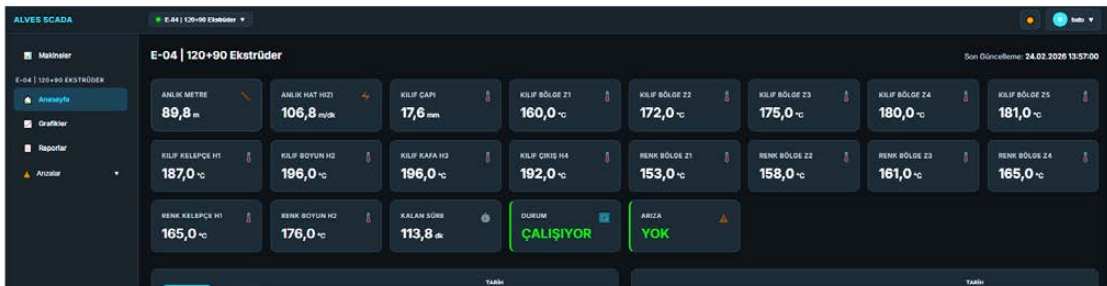 ALVES SCADA
E-04 | 120+90 Ekstrüder ▼
batu ▼
Makineler
E-04 | 120+90 EKSTRÜDER
Anasayfa
Grafikler
Raporlar
Arızalar ▼
E-04 | 120+90 Ekstrüder
Son Güncelleme: 24.02.2026 13:57:00
ANLIK METRE
89,8 m
ANLIK HAT HIZI
106,8 m/dk
KILIF ÇAPI
17,6 mm
KILIF BÖLGE Z1
160,0 °C
KILIF BÖLGE Z2
172,0 °C
KILIF BÖLGE Z3
175,0 °C
KILIF BÖLGE Z4
180,0 °C
KILIF BÖLGE Z5
181,0 °C
KILIF KELEPÇE H1
187,0 °C
KILIF BOYUN H2
196,0 °C
KILIF KAFA H3
196,0 °C
KILIF ÇIKIŞ H4
192,0 °C
RENK BÖLGE Z1
153,0 °C
RENK BÖLGE Z2
158,0 °C
RENK BÖLGE Z3
161,0 °C
RENK BÖLGE Z4
165,0 °C
RENK KELEPÇE H1
165,0 °C
RENK BOYUN H2
176,0 °C
KALAN SÜRE
113,8 dk
DURUM
ÇALIŞIYOR
ARIZA
YOK
TARİH
TARİH